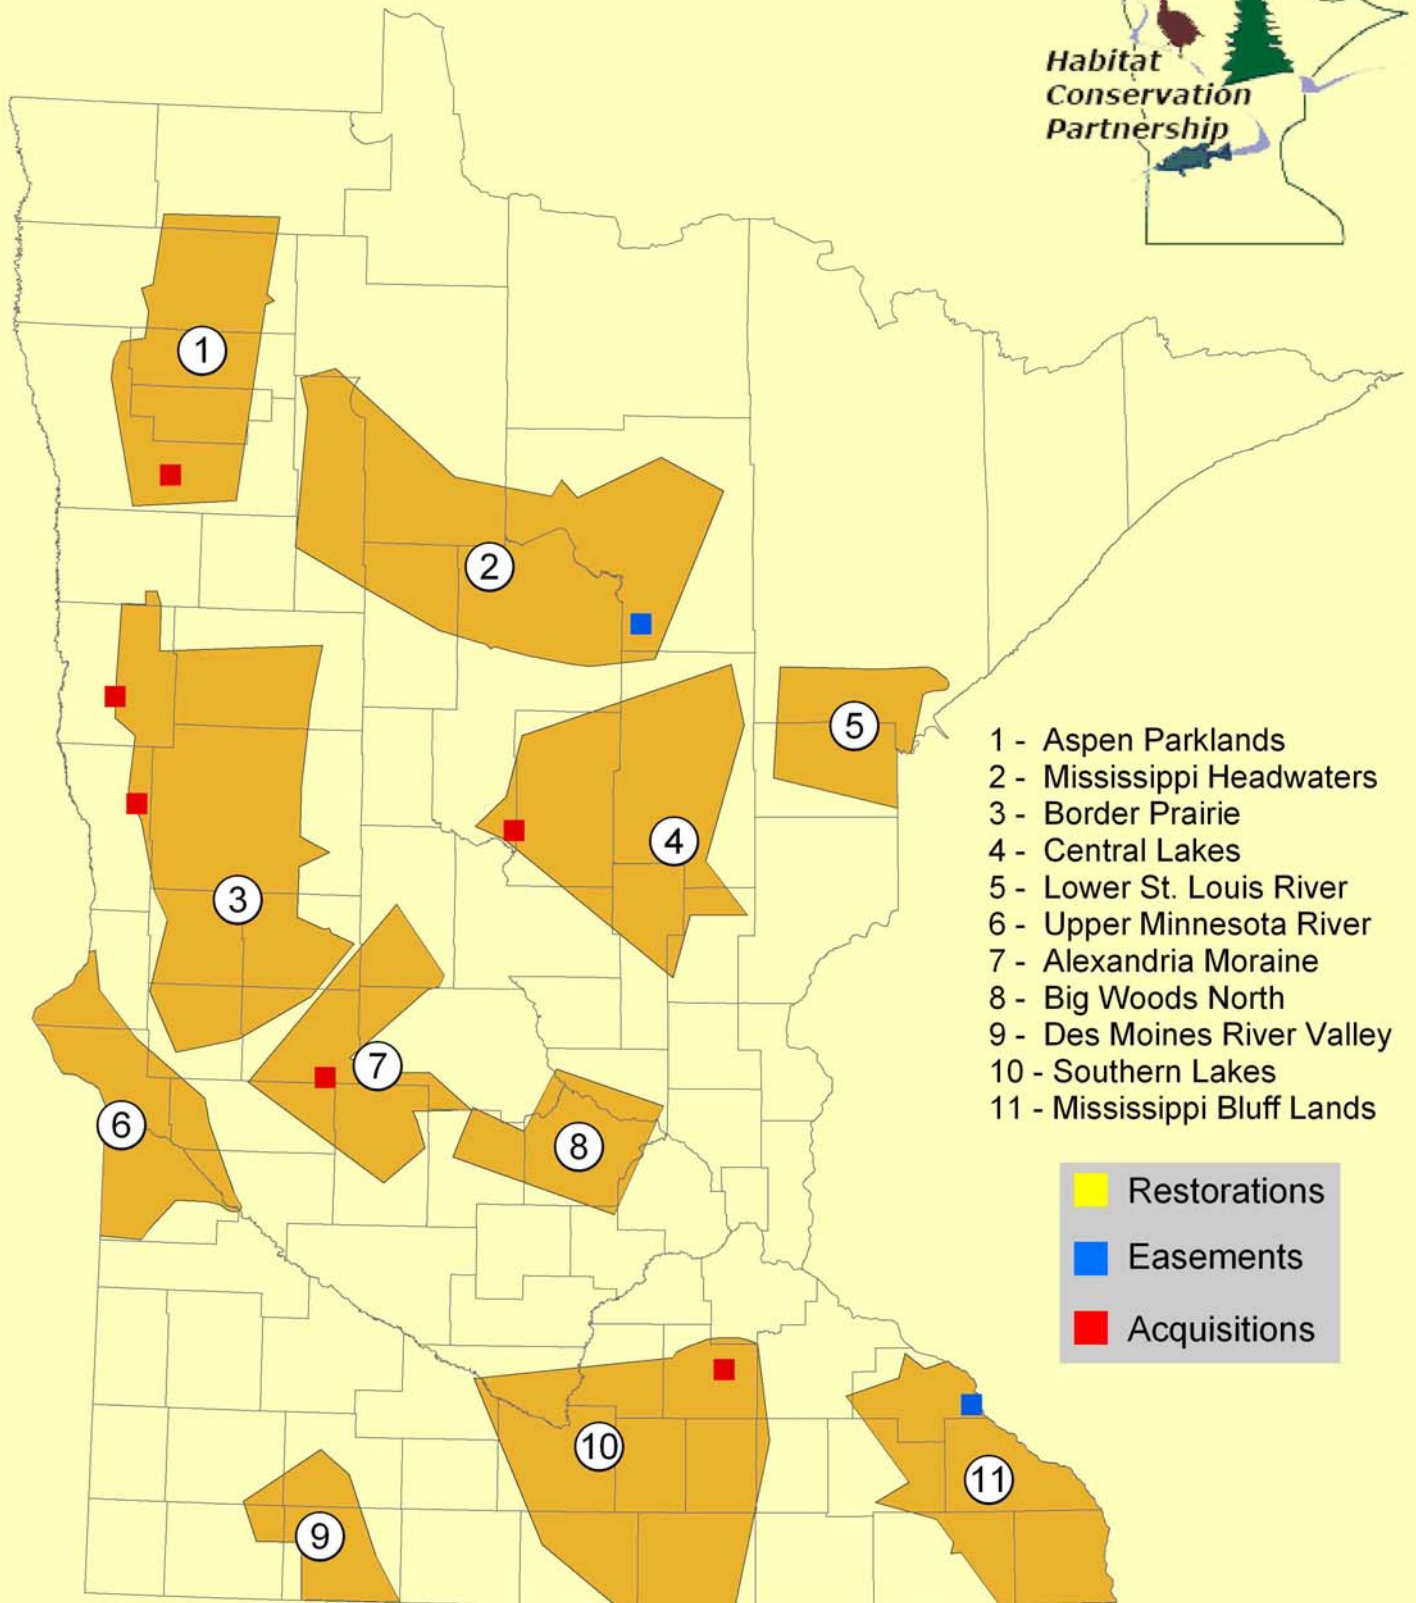 Habitat
Conservation
Partnership
1
2
3
4
5
6
7
8
9
10
11
1 - Aspen Parklands
2 - Mississippi Headwaters
3 - Border Prairie
4 - Central Lakes
5 - Lower St. Louis River
6 - Upper Minnesota River
7 - Alexandria Moraine
8 - Big Woods North
9 - Des Moines River Valley
10 - Southern Lakes
11 - Mississippi Bluff Lands
Restorations
Easements
Acquisitions